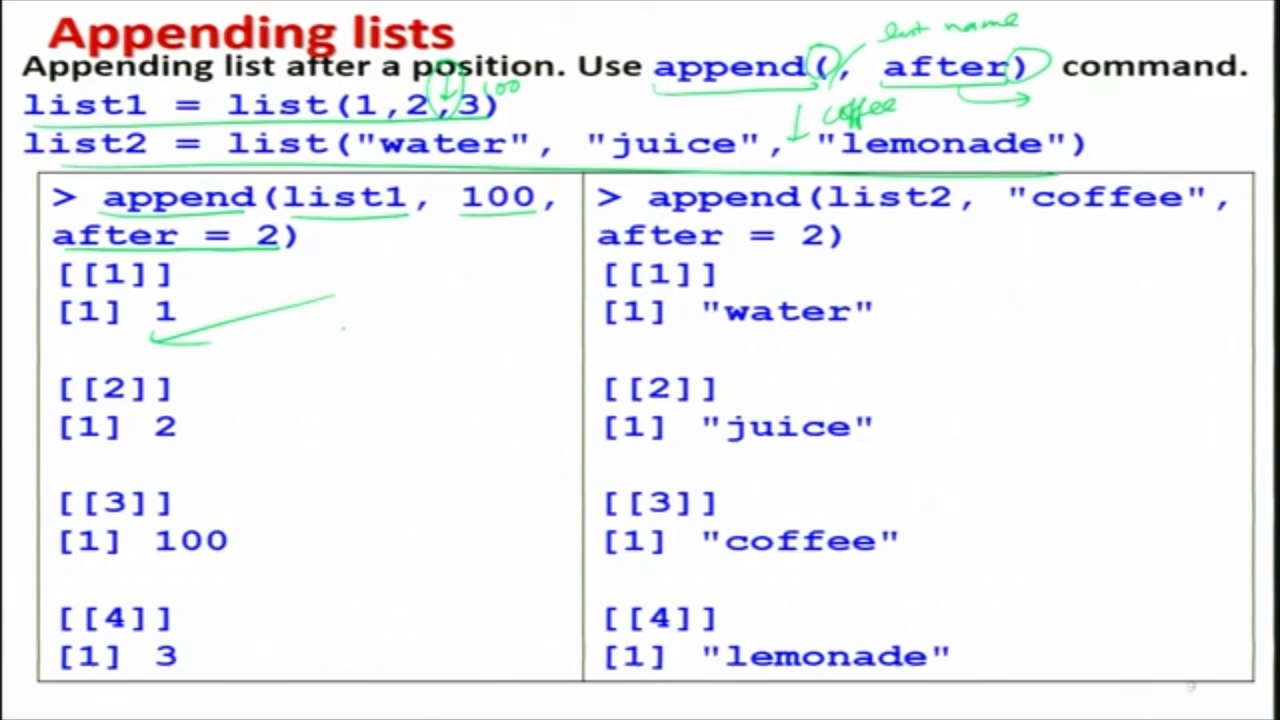 Appending lists
list name
Appending list after a position. Use append(, after) command.
100
list1 = list(1,2,3)
coffee
list2 = list("water", "juice", "lemonade")
> append(list1, 100,
after = 2)
[[1]]
[1] 1
[[2]]
[1] 2
[[3]]
[1] 100
[[4]]
[1] 3
> append(list2, "coffee",
after = 2)
[[1]]
[1] "water"
[[2]]
[1] "juice"
[[3]]
[1] "coffee"
[[4]]
[1] "lemonade"
9